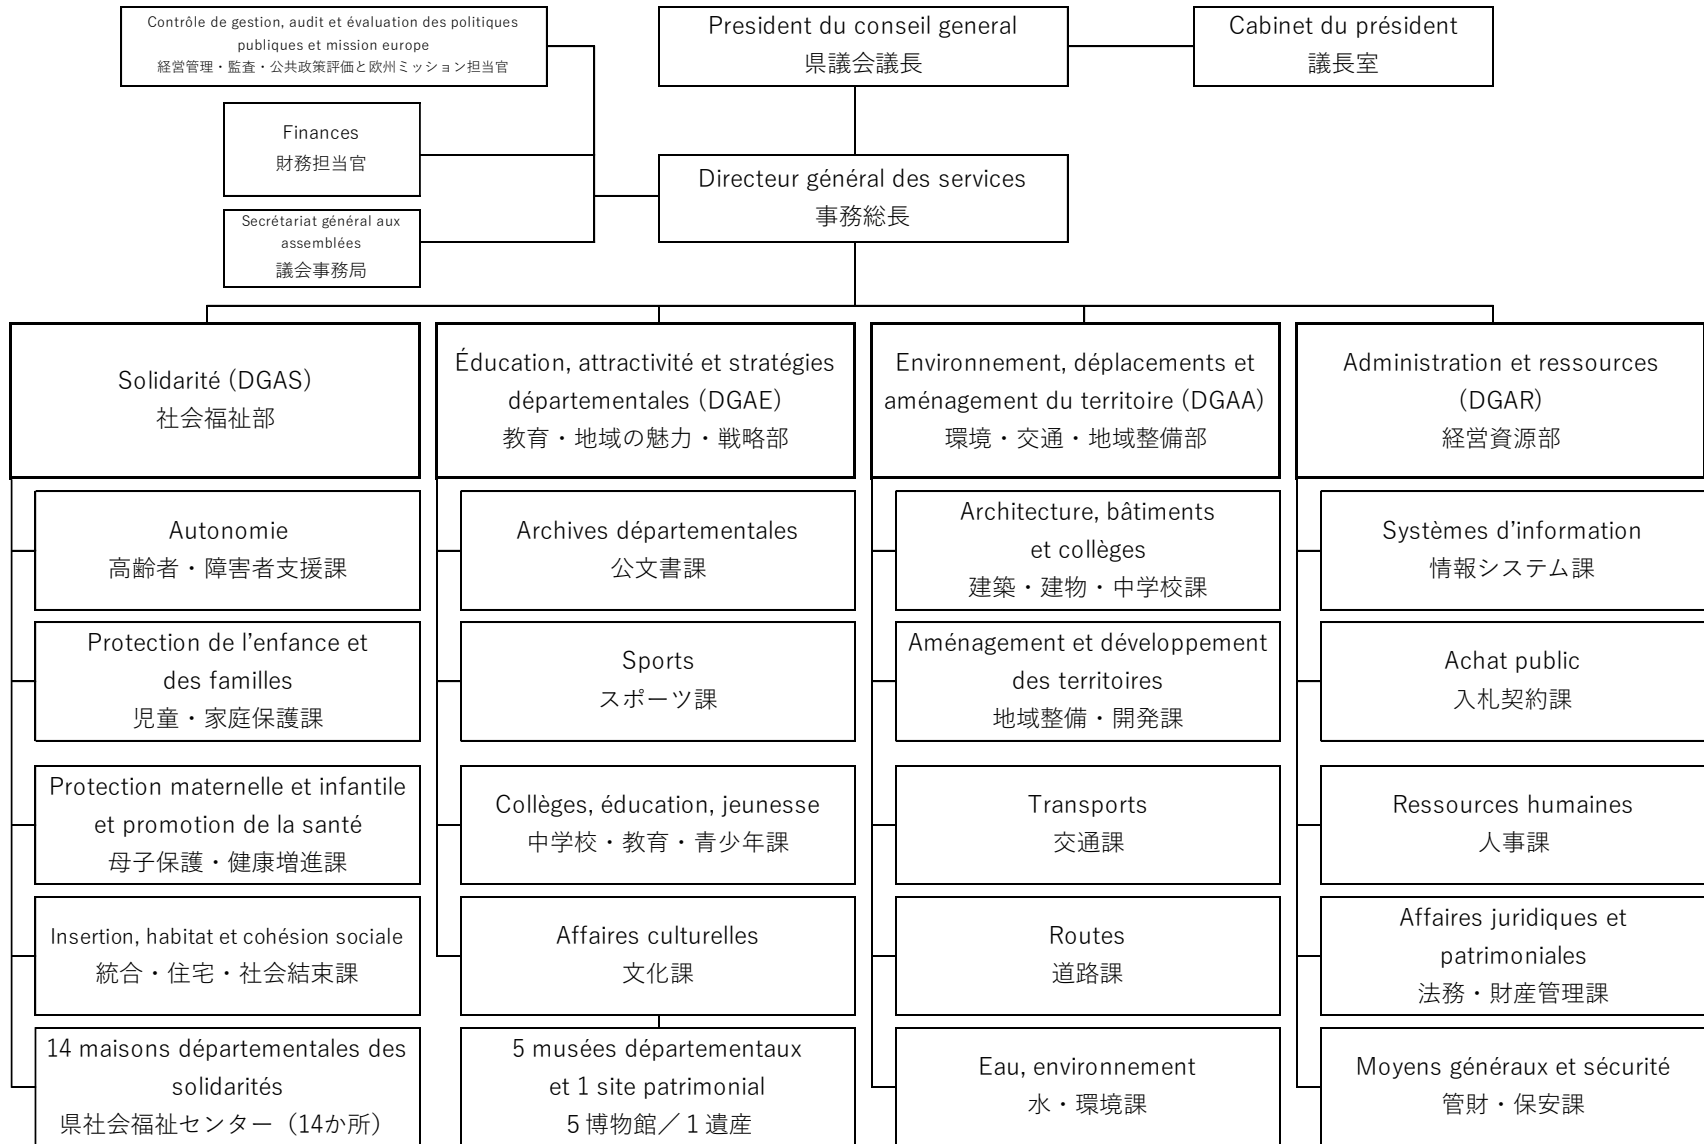 Contrôle de gestion, audit et évaluation des politiques
publiques et mission europe
経営管理・監査・公共政策評価と欧州ミッション担当官
President du conseil general
県議会議長
Cabinet du président
議長室
Finances
財務担当官
Directeur général des services
事務総長
Secrétariat général aux
assemblées
議会事務局
Solidarité (DGAS)
社会福祉部
Éducation, attractivité et stratégies
départementales (DGAE)
教育・地域の魅力・戦略部
Environnement, déplacements et
aménagement du territoire (DGAA)
環境・交通・地域整備部
Administration et ressources
(DGAR)
経営資源部
Autonomie
高齢者・障害者支援課
Archives départementales
公文書課
Architecture, bâtiments
et collèges
建築・建物・中学校課
Systèmes d’information
情報システム課
Protection de l’enfance et
des familles
児童・家庭保護課
Sports
スポーツ課
Aménagement et développement
des territoires
地域整備・開発課
Achat public
入札契約課
Protection maternelle et infantile
et promotion de la santé
母子保護・健康増進課
Collèges, éducation, jeunesse
中学校・教育・青少年課
Transports
交通課
Ressources humaines
人事課
Insertion, habitat et cohésion sociale
統合・住宅・社会結束課
Affaires culturelles
文化課
Routes
道路課
Affaires juridiques et
patrimoniales
法務・財産管理課
14 maisons départementales des
solidarités
県社会福祉センター（14か所）
5 musées départementaux
et 1 site patrimonial
5 博物館／ 1 遺産
Eau, environnement
水・環境課
Moyens généraux et sécurité
管財・保安課